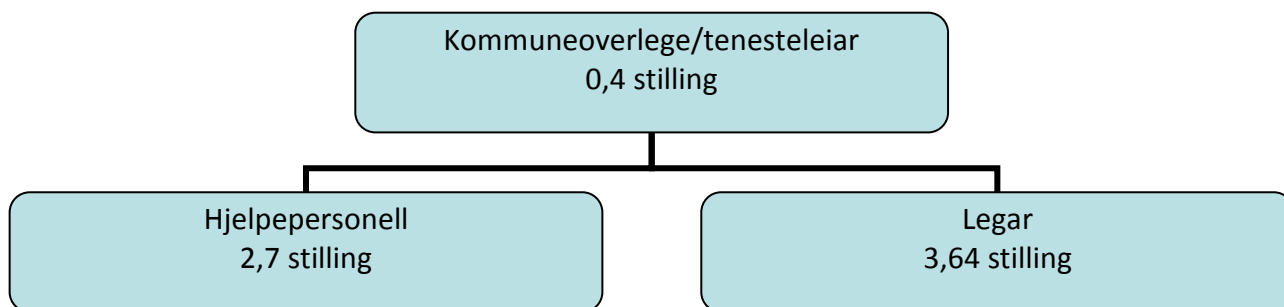 Kommuneoverlege/tenesteleiar
0,4 stilling
Hjelpepersonell
2,7 stilling
Legar
3,64 stilling